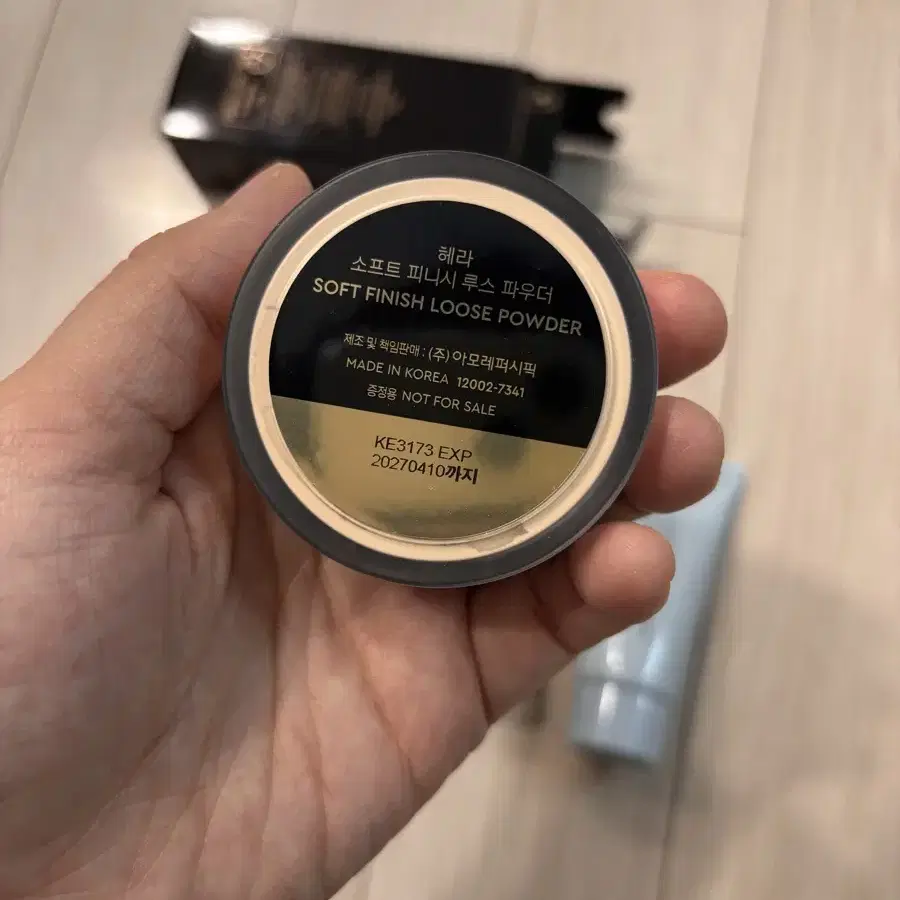 헤라
소프트 피니시 루스 파우더
SOFT FINISH LOOSE POWDER
제조 및 책임판매 : (주)아모레퍼시픽
MADE IN KOREA 12002-7341
증정용 NOT FOR SALE
KE3173 EXP
20270410까지